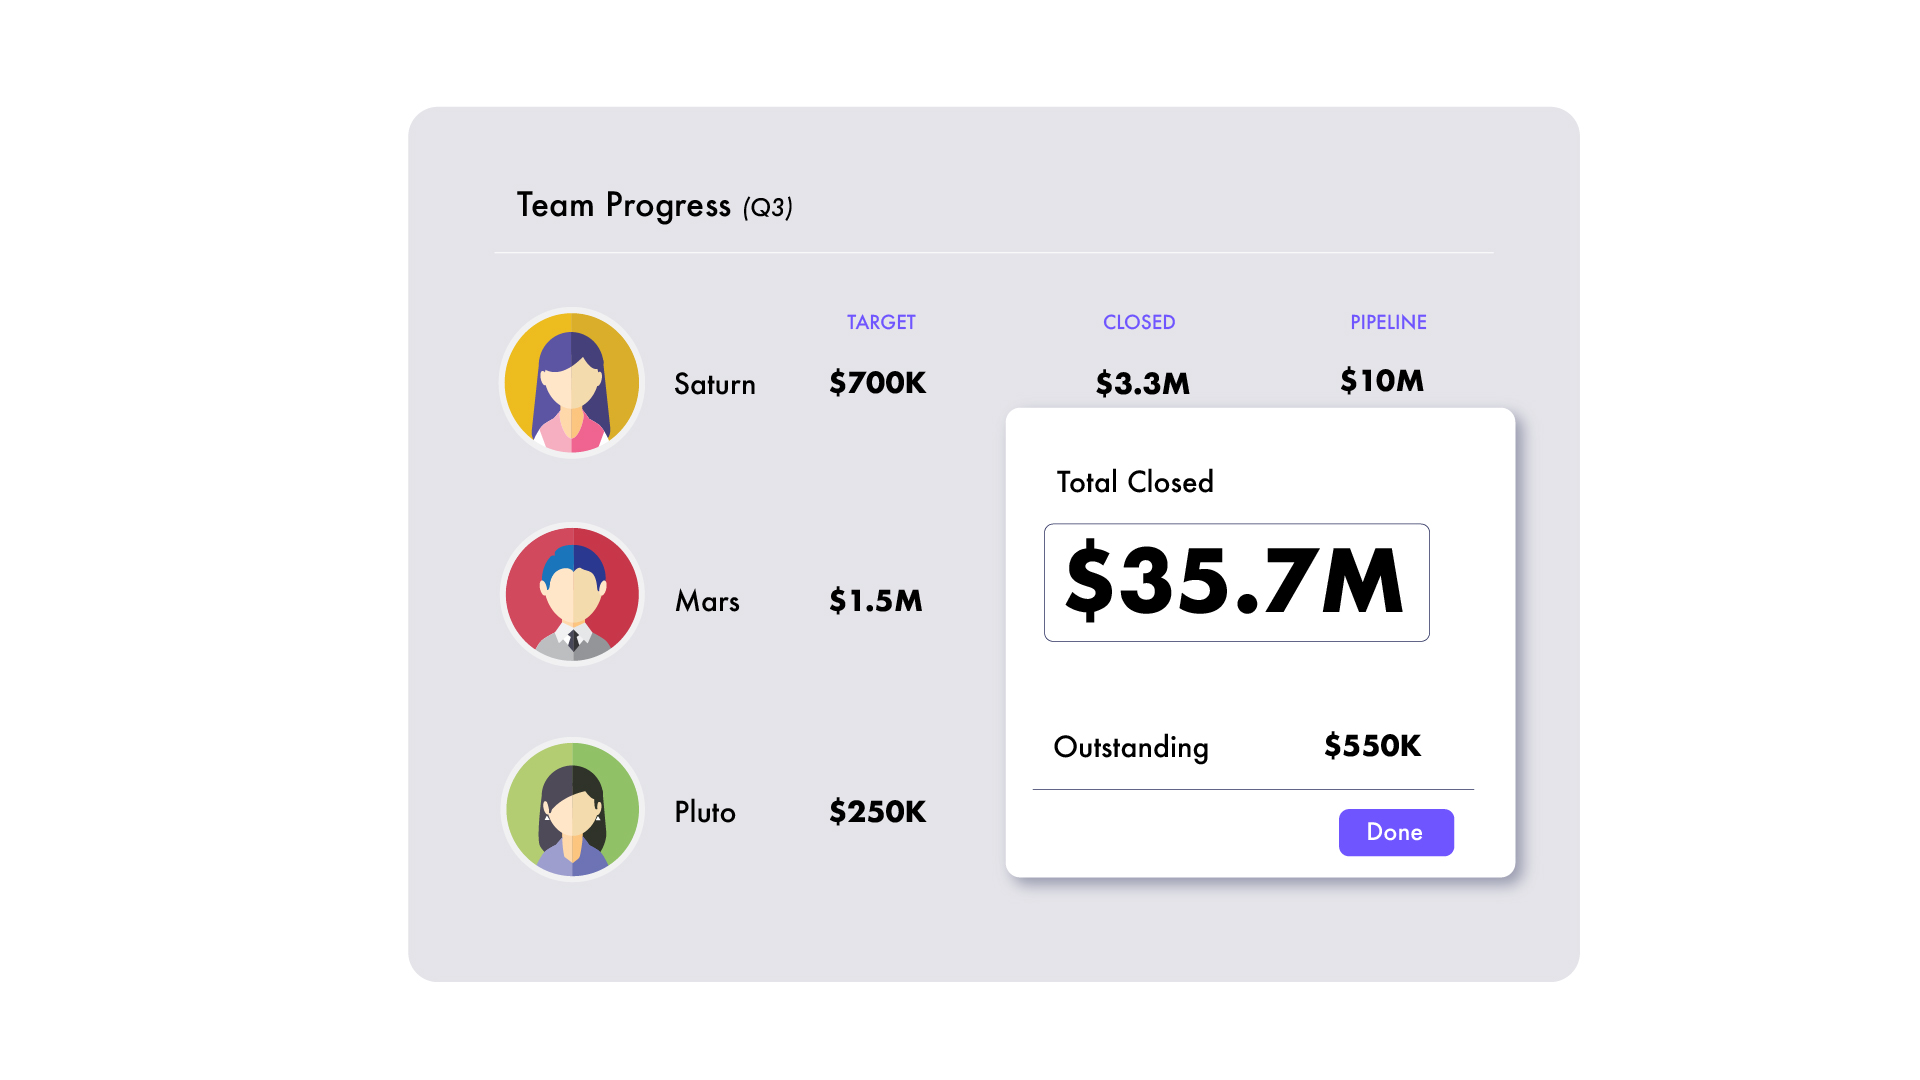 Team Progress (Q3)
TARGET CLOSED PIPELINE
Saturn $700K $3.3M $10M
Total Closed
$35.7M
Mars $1.5M
Outstanding $550K
Pluto $250K
Done